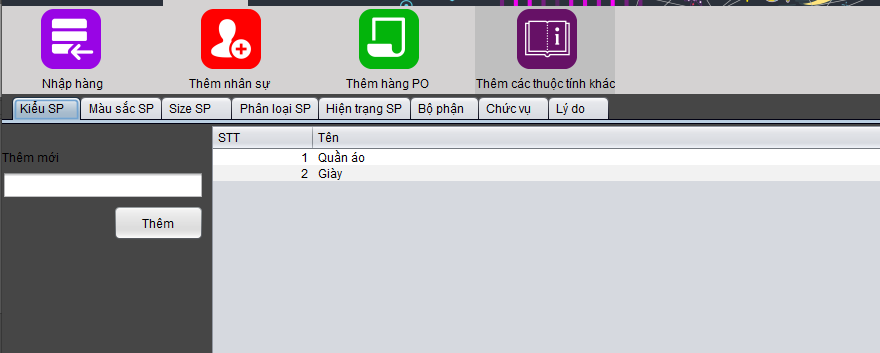 Nhập hàng Thêm nhân sự Thêm hàng PO Thêm các thuộc tính khác
Kiểu SP Màu sắc SP Size SP Phân loại SP Hiện trạng SP Bộ phận Chức vụ Lý do
Thêm mới
Thêm
STT Tên
1 Quần áo
2 Giày